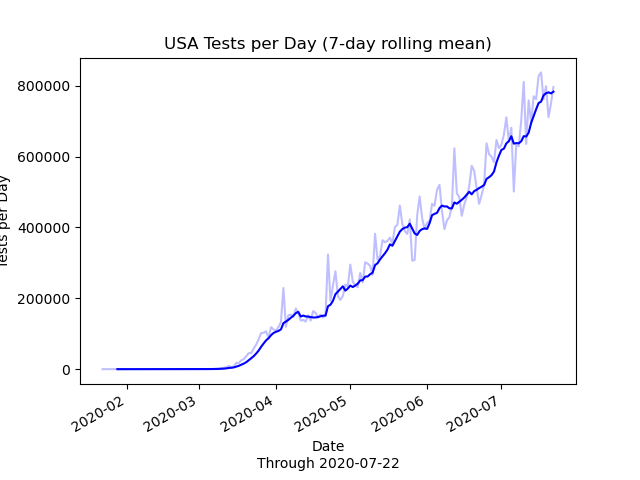 USA Tests per Day (7-day rolling mean)
Tests per Day
800000
600000
400000
200000
0
2020-02
2020-03
2020-04
2020-05
2020-06
2020-07
Date
Through 2020-07-22